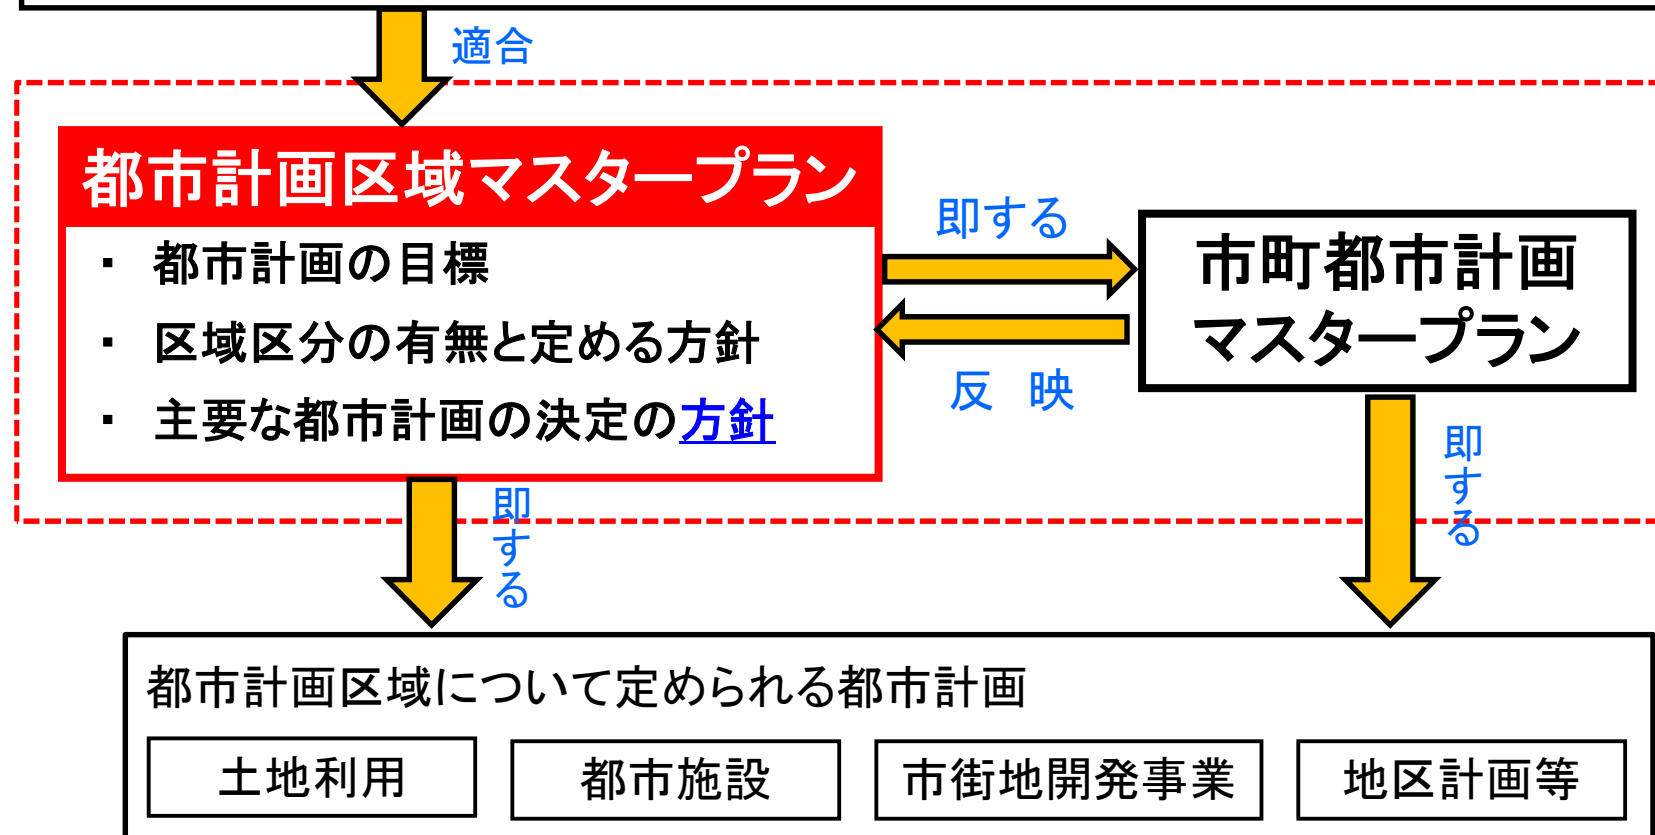 適合
都市計画区域マスタープラン
・ 都市計画の目標
・ 区域区分の有無と定める方針
・ 主要な都市計画の決定の方針
即する
反 映
市町都市計画
マスタープラン
即する
即する
都市計画区域について定められる都市計画
土地利用
都市施設
市街地開発事業
地区計画等